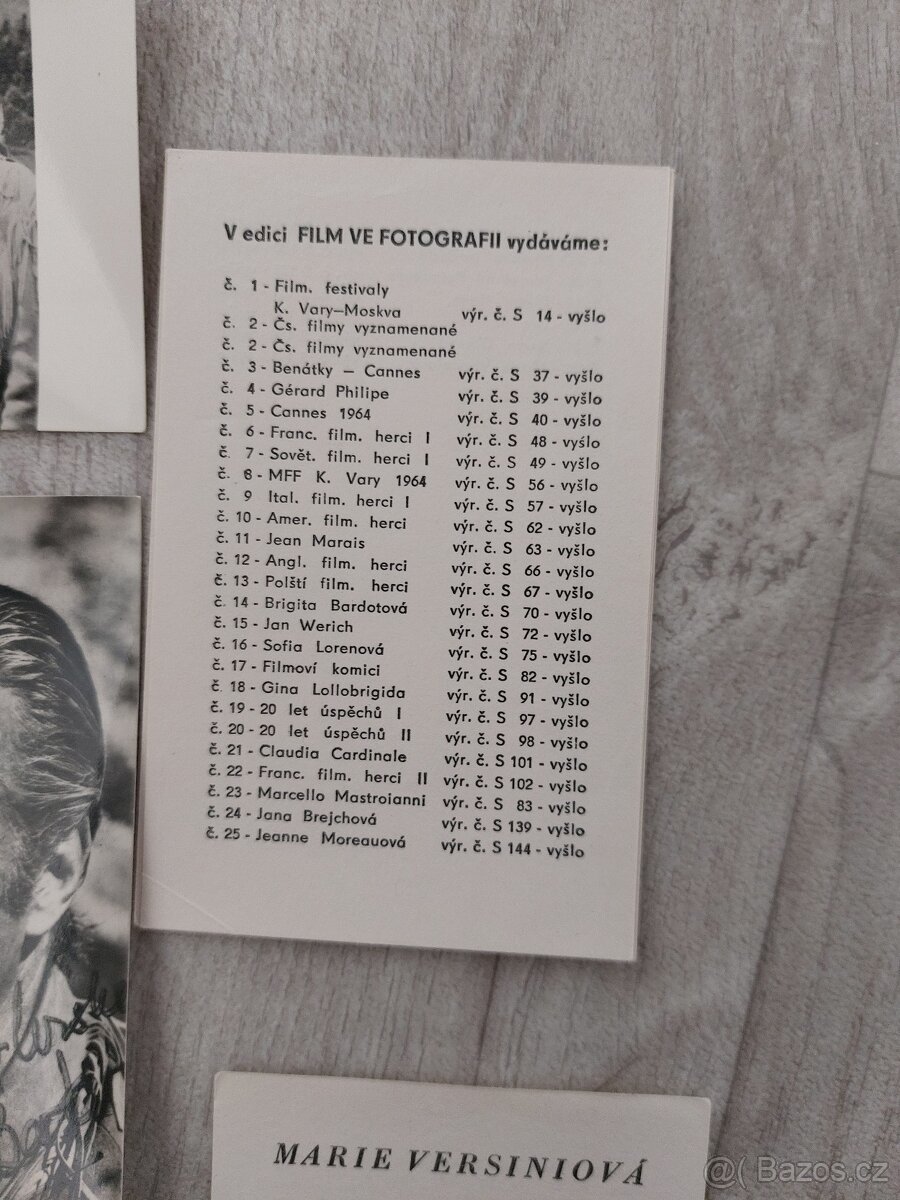 V edici FILM VE FOTOGRAFII vydáváme:
č. 1 - Film. festivaly
K. Vary—Moskva výr. č. S 14 - vyšlo
č. 2 - Čs. filmy vyznamenané
č. 2 - Čs. filmy vyznamenané
č. 3 - Benátky — Cannes výr. č. S 37 - vyšlo
č. 4 - Gérard Philipe výr. č. S 39 - vyšlo
č. 5 - Cannes 1964 výr. č. S 40 - vyšlo
č. 6 - Franc. film. herci I výr. č. S 48 - vyšlo
č. 7 - Sovět. film. herci I výr. č. S 49 - vyšlo
č. 8 - MFF K. Vary 1964 výr. č. S 56 - vyšlo
č. 9 Ital. film. herci I výr. č. S 57 - vyšlo
č. 10 - Amer. film. herci výr. č. S 62 - vyšlo
č. 11 - Jean Marais výr. č. S 63 - vyšlo
č. 12 - Angl. film. herci výr. č. S 66 - vyšlo
č. 13 - Polští film. herci výr. č. S 67 - vyšlo
č. 14 - Brigita Bardotová výr. č. S 70 - vyšlo
č. 15 - Jan Werich výr. č. S 72 - vyšlo
č. 16 - Sofia Lorenová výr. č. S 75 - vyšlo
č. 17 - Filmoví komici výr. č. S 82 - vyšlo
č. 18 - Gina Lollobrigida výr. č. S 91 - vyšlo
č. 19 - 20 let úspěchů I výr. č. S 97 - vyšlo
č. 20 - 20 let úspěchů II výr. č. S 98 - vyšlo
č. 21 - Claudia Cardinale výr. č. S 101 - vyšlo
č. 22 - Franc. film. herci II výr. č. S 102 - vyšlo
č. 23 - Marcello Mastroianni výr. č. S 83 - vyšlo
č. 24 - Jana Brejchová výr. č. S 139 - vyšlo
č. 25 - Jeanne Moreauová výr. č. S 144 - vyšlo
MARIE VERSINIOVÁ
@( Bazos.cz